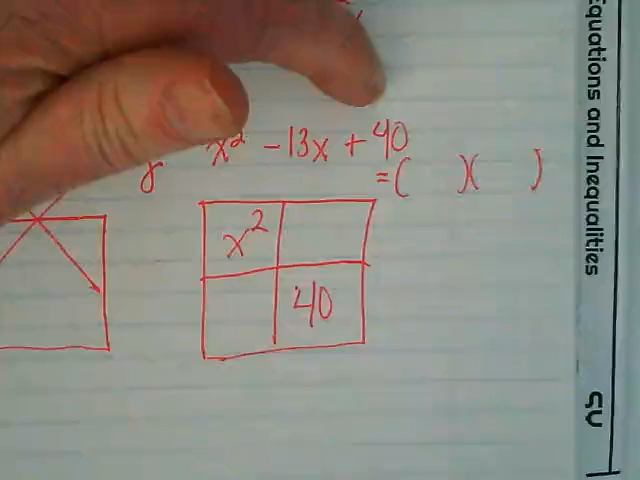 x² - 13x + 40
= (    )(    )
x²
40
Equations and Inequalities